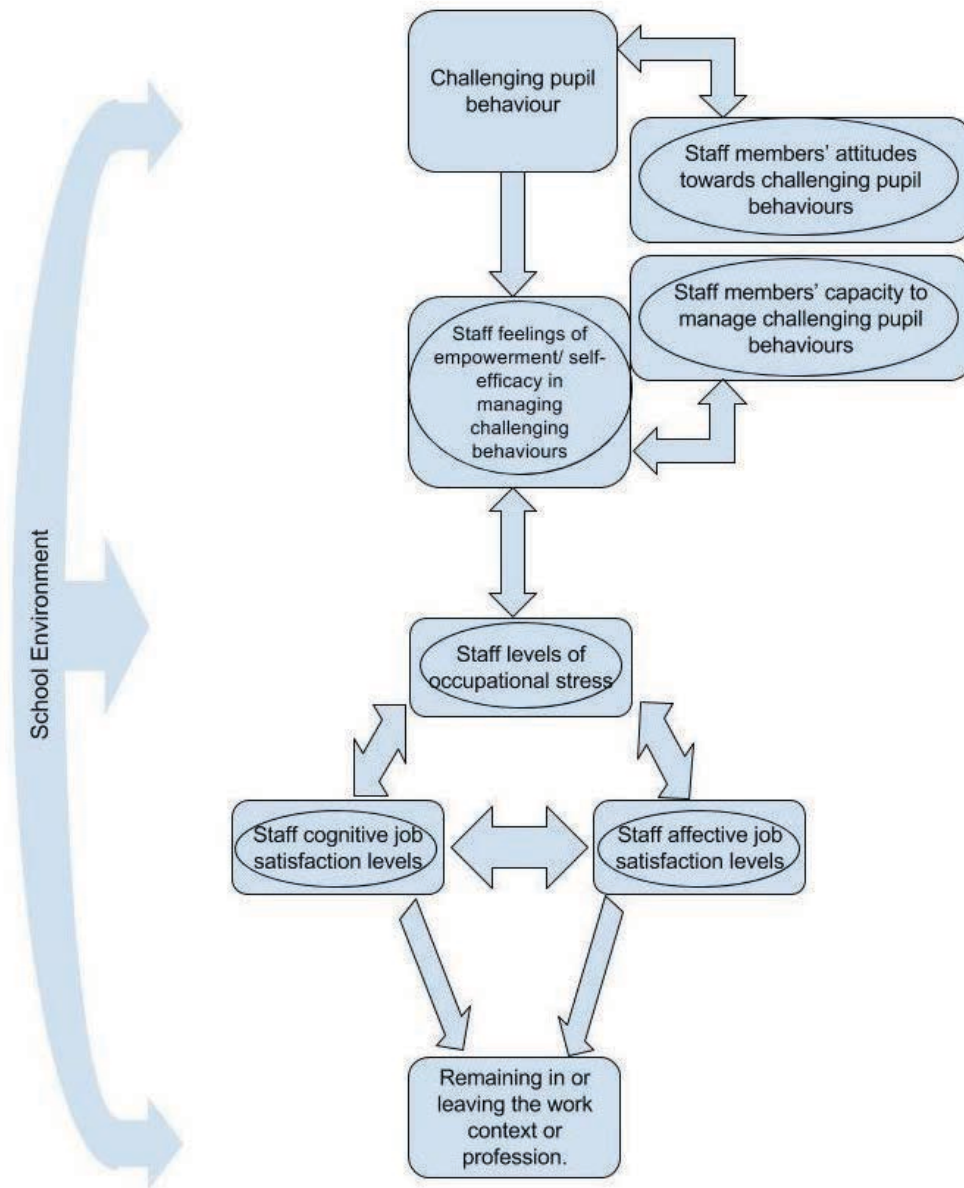 Challenging pupil
behaviour
Staff members' attitudes
towards challenging pupil
behaviours
Staff members' capacity to
manage challenging pupil
behaviours
Staff feelings of
empowerment/ self-
efficacy in
managing
challenging
behaviours
School Environment
Staff levels of
occupational stress
Staff cognitive job
satisfaction levels
Staff affective job
satisfaction levels
Remaining in or
leaving the work
context or
profession.